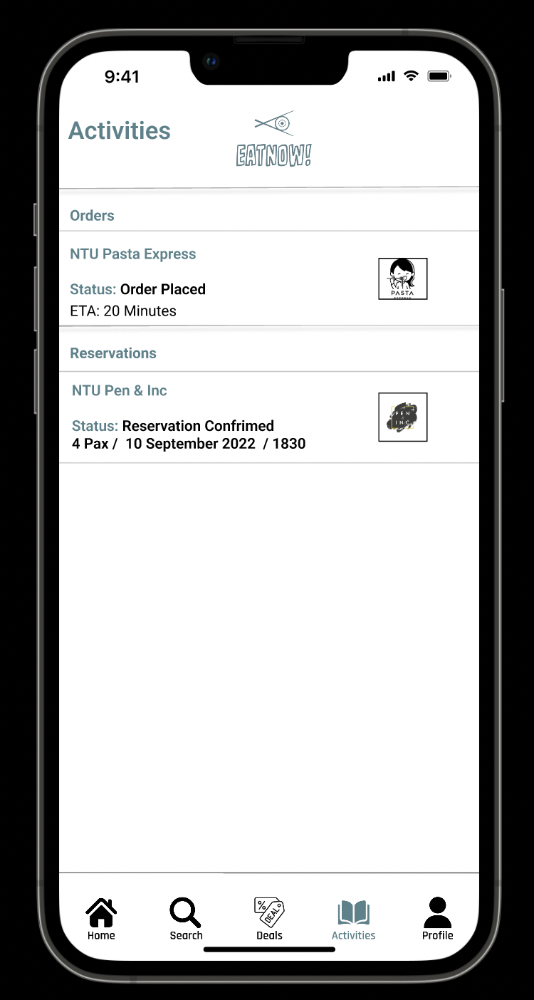 9:41
Activities
EATNOW!
Orders
NTU Pasta Express
Status: Order Placed
ETA: 20 Minutes
PASTA
EXPRESS
Reservations
NTU Pen & Inc
Status: Reservation Confrimed
4 Pax / 10 September 2022 / 1830
PEN
&
INC
%
DEAL
Home
Search
Deals
Activities
Profile